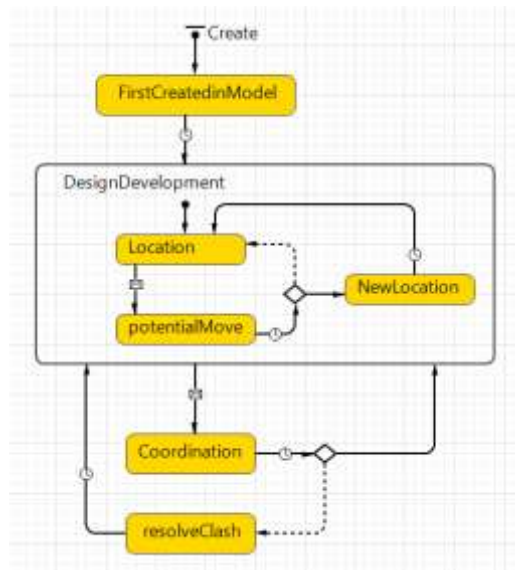 Create
FirstCreatedinModel
DesignDevelopment
Location
NewLocation
potentialMove
Coordination
resolveClash